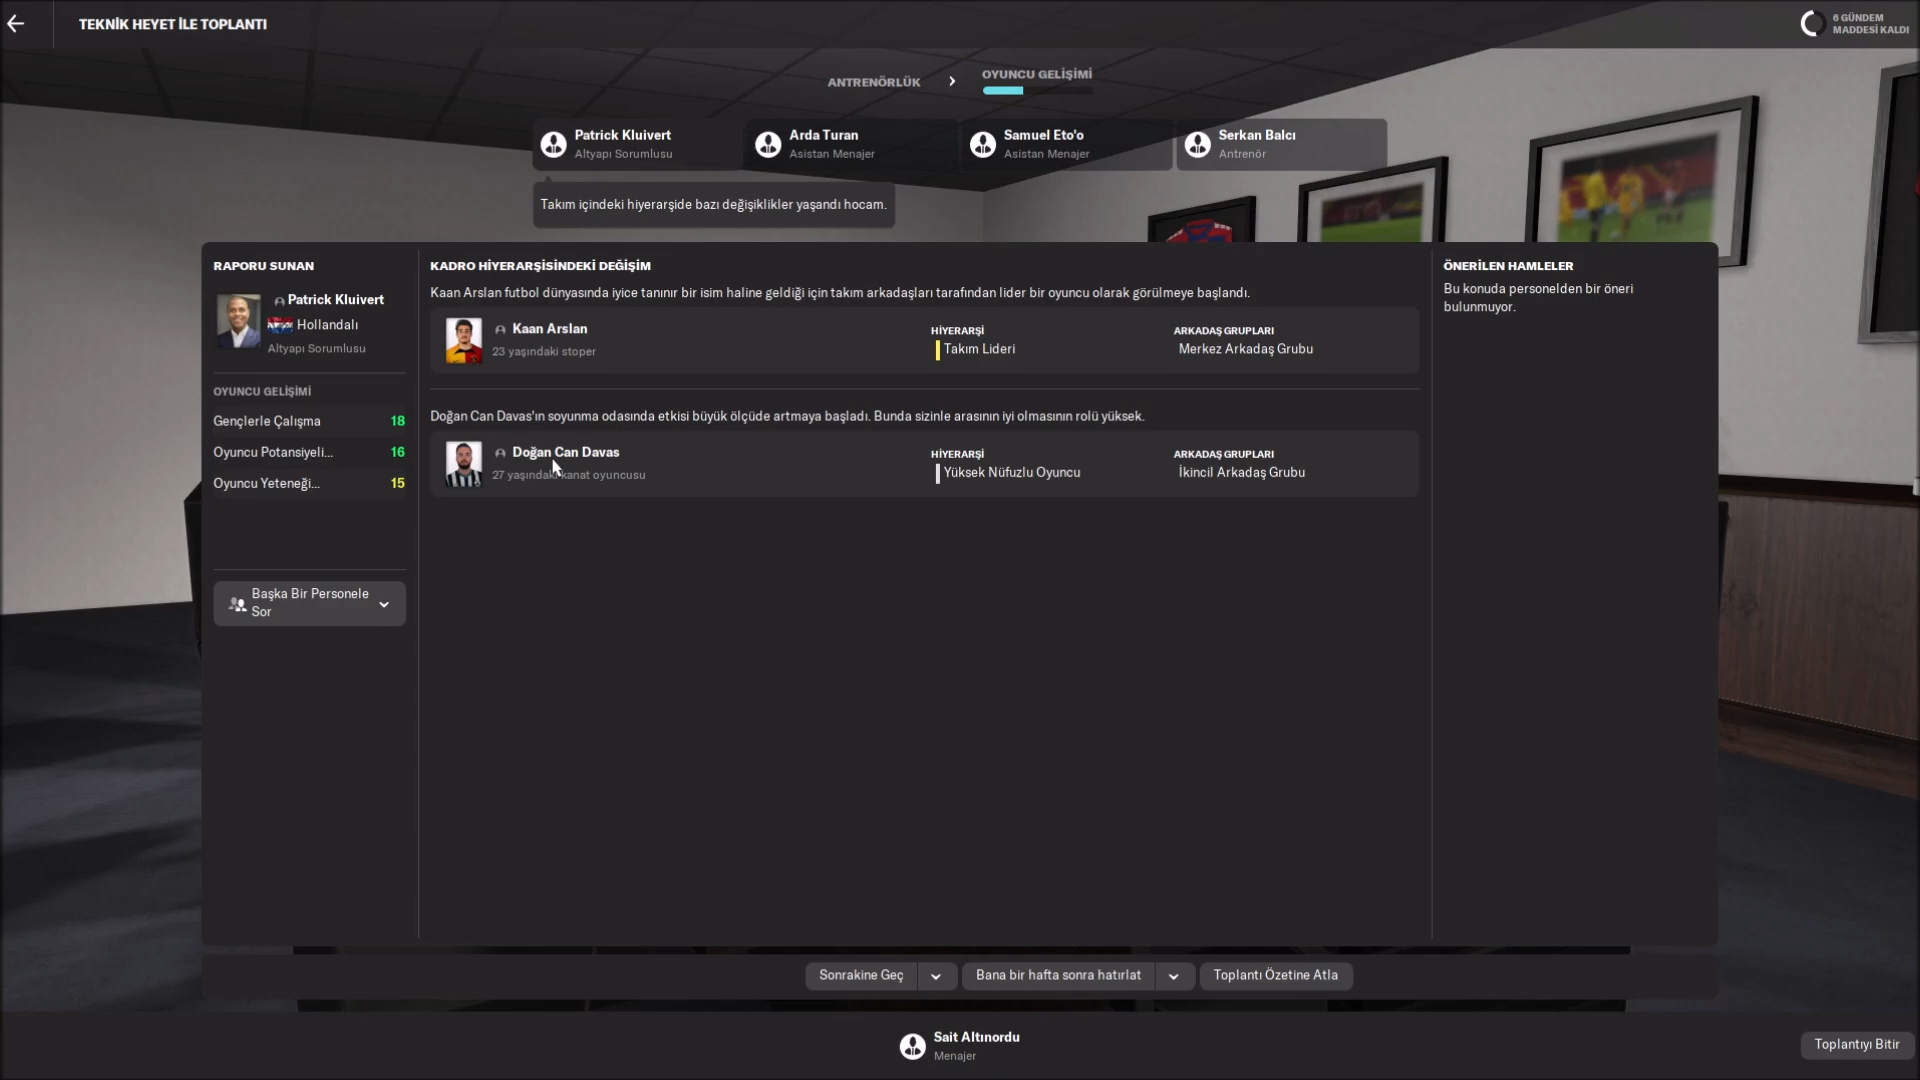 TEKNİK HEYET İLE TOPLANTI
6 GÜNDEM
MADDESİ KALDI
ANTRENÖRLÜK
OYUNCU GELİŞİMİ
Patrick Kluivert
Altyapı Sorumlusu
Arda Turan
Asistan Menajer
Samuel Eto'o
Asistan Menajer
Serkan Balcı
Antrenör
Takım içindeki hiyerarşide bazı değişiklikler yaşandı hocam.
RAPORU SUNAN
Patrick Kluivert
Hollandalı
Altyapı Sorumlusu
OYUNCU GELİŞİMİ
Gençlerle Çalışma 18
Oyuncu Potansiyeli... 16
Oyuncu Yeteneği... 15
Başka Bir Personele
Sor
KADRO HİYERARŞİSİNDEKİ DEĞİŞİM
Kaan Arslan futbol dünyasında iyice tanınır bir isim haline geldiği için takım arkadaşları tarafından lider bir oyuncu olarak görülmeye başlandı.
Kaan Arslan
23 yaşındaki stoper
HİYERARŞİ
Takım Lideri
ARKADAŞ GRUPLARI
Merkez Arkadaş Grubu
Doğan Can Davas'ın soyunma odasında etkisi büyük ölçüde artmaya başladı. Bunda sizinle arasının iyi olmasının rolü yüksek.
Doğan Can Davas
27 yaşındaki kanat oyuncusu
HİYERARŞİ
Yüksek Nüfuzlu Oyuncu
ARKADAŞ GRUPLARI
İkincil Arkadaş Grubu
ÖNERİLEN HAMLELER
Bu konuda personelden bir öneri
bulunmuyor.
Sonrakine Geç
Bana bir hafta sonra hatırlat
Toplantı Özetine Atla
Sait Altınordu
Menajer
Toplantıyı Bitir